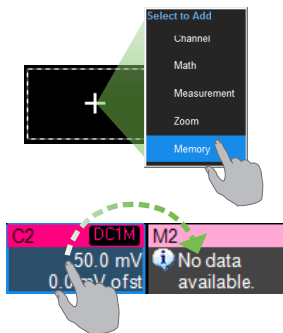 Select to Add
Channel
Math
Measurement
Zoom
Memory
C2 DC1M
50.0 mV
0.0 mV ofst
M2
No data
available.